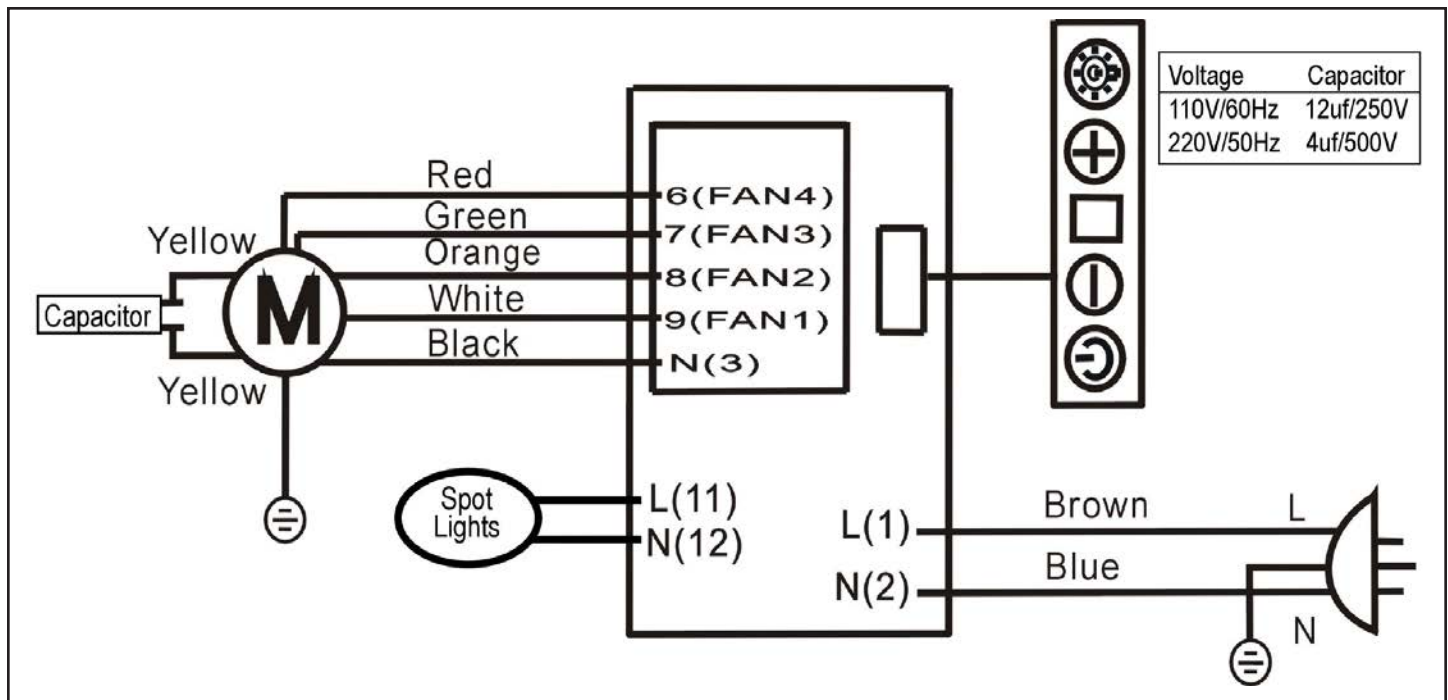 Voltage Capacitor
110V/60Hz 12uf/250V
220V/50Hz 4uf/500V
Red
6(FAN4)
Green
7(FAN3)
Yellow
Orange
8(FAN2)
M
White
9(FAN1)
Capacitor
Black
N(3)
Yellow
Spot
Lights
L(11)
N(12)
L(1)
Brown
L
N(2)
Blue
N